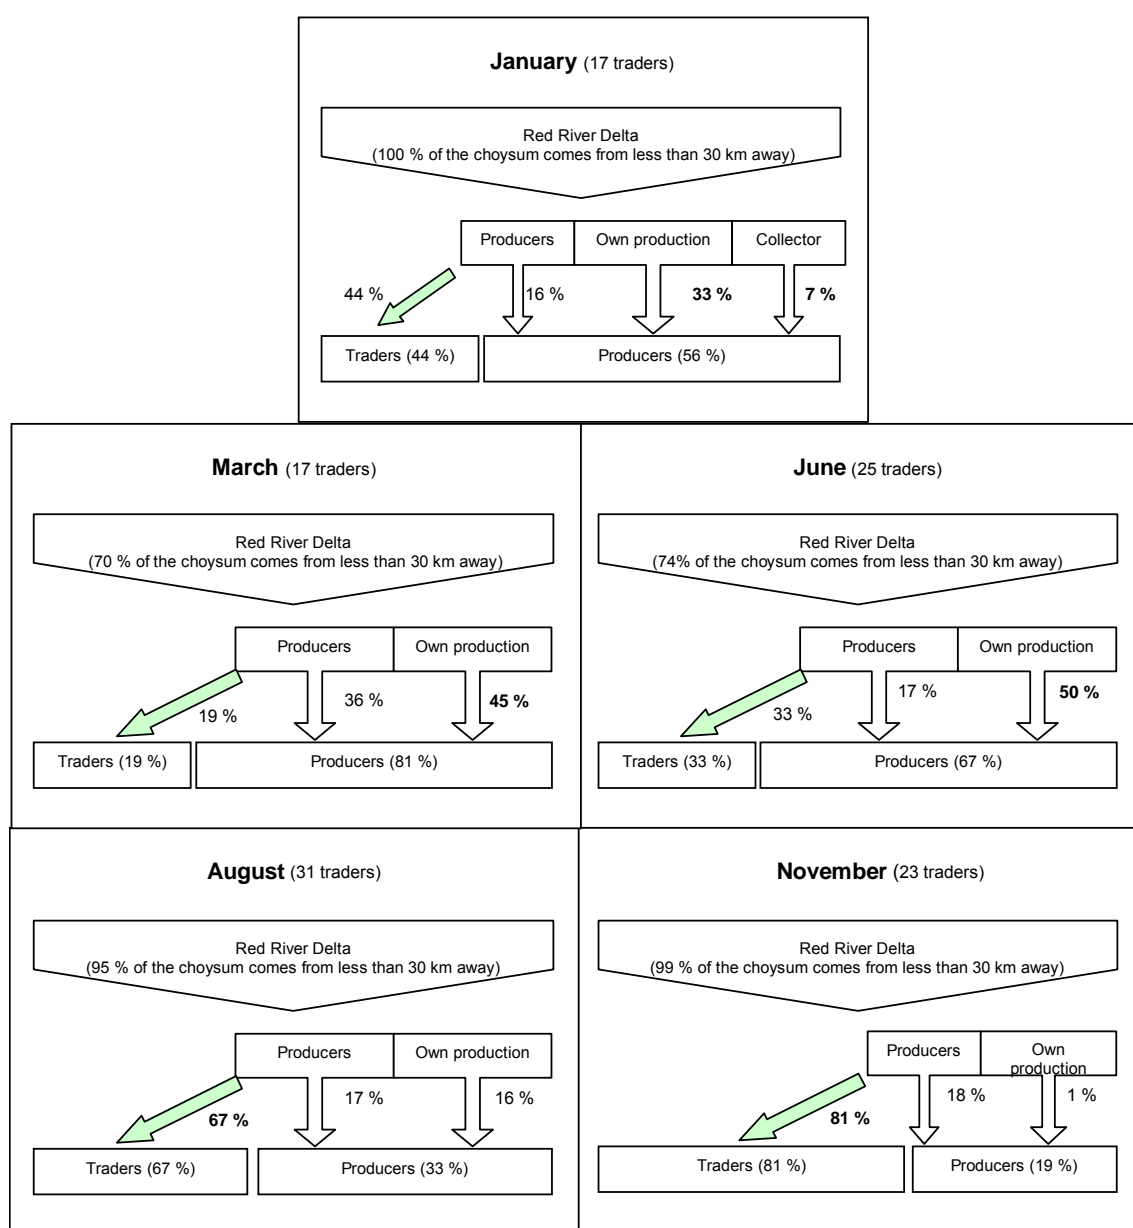 January (17 traders)
Red River Delta
(100 % of the choysum comes from less than 30 km away)
Producers Own production Collector
44 % 16 % 33 % 7 %
Traders (44 %) Producers (56 %)
March (17 traders)
Red River Delta
(70 % of the choysum comes from less than 30 km away)
Producers Own production
19 % 36 % 45 %
Traders (19 %) Producers (81 %)
June (25 traders)
Red River Delta
(74% of the choysum comes from less than 30 km away)
Producers Own production
33 % 17 % 50 %
Traders (33 %) Producers (67 %)
August (31 traders)
Red River Delta
(95 % of the choysum comes from less than 30 km away)
Producers Own production
67 % 17 % 16 %
Traders (67 %) Producers (33 %)
November (23 traders)
Red River Delta
(99 % of the choysum comes from less than 30 km away)
Producers Own
production
81 % 18 % 1 %
Traders (81 %) Producers (19 %)